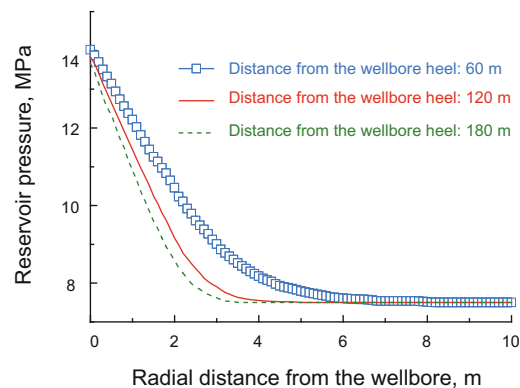 14
12
10
8
Reservoir pressure, MPa
Distance from the wellbore heel: 60 m
Distance from the wellbore heel: 120 m
Distance from the wellbore heel: 180 m
0 2 4 6 8 10
Radial distance from the wellbore, m